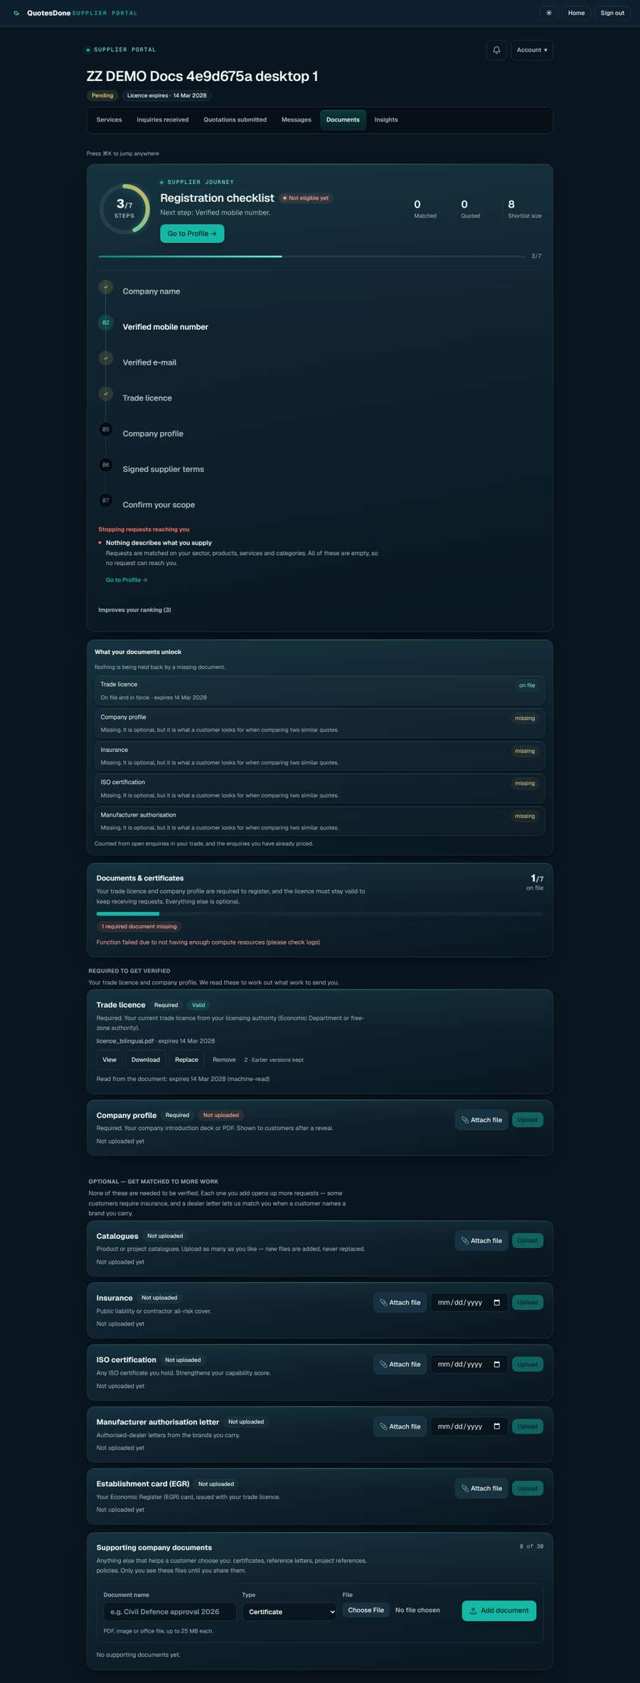 QuotesDone SUPPLIER PORTAL
Home
Sign out
SUPPLIER PORTAL
Account ▾
ZZ DEMO Docs 4e9d675a desktop 1
Pending
Licence expires · 14 Mar 2028
Services
Inquiries received
Quotations submitted
Messages
Documents
Insights
Press ⌘K to jump anywhere
3/7
STEPS
SUPPLIER JOURNEY
Registration checklist
Not eligible yet
Next step: Verified mobile number.
Go to Profile →
0
Matched
0
Quoted
8
Shortlist size
3/7
✓ Company name
02 Verified mobile number
✓ Verified e-mail
✓ Trade licence
05 Company profile
06 Signed supplier terms
07 Confirm your scope
Stopping requests reaching you
Nothing describes what you supply
Requests are matched on your sector, products, services and categories. All of these are empty, so
no request can reach you.
Go to Profile →
Improves your ranking (3)
What your documents unlock
Nothing is being held back by a missing document.
Trade licence
on file
On file and in force · expires 14 Mar 2028
Company profile
missing
Missing. It is optional, but it is what a customer looks for when comparing two similar quotes.
Insurance
missing
Missing. It is optional, but it is what a customer looks for when comparing two similar quotes.
ISO certification
missing
Missing. It is optional, but it is what a customer looks for when comparing two similar quotes.
Manufacturer authorisation
missing
Missing. It is optional, but it is what a customer looks for when comparing two similar quotes.
Counted from open enquiries in your trade, and the enquiries you have already priced.
Documents & certificates
1/7
on file
Your trade licence and company profile are required to register, and the licence must stay valid to
keep receiving requests. Everything else is optional.
1 required document missing
Function failed due to not having enough compute resources (please check logs)
REQUIRED TO GET VERIFIED
Your trade licence and company profile. We read these to work out what work to send you.
Trade licence
Required
Valid
Required. Your current trade licence from your licensing authority (Economic Department or free-
zone authority).
licence_bilingual.pdf · expires 14 Mar 2028
View
Download
Replace
Remove
2 · Earlier versions kept
Read from the document: expires 14 Mar 2028 (machine-read)
Company profile
Required
Not uploaded
Required. Your company introduction deck or PDF. Shown to customers after a reveal.
Not uploaded yet
Attach file
Upload
OPTIONAL — GET MATCHED TO MORE WORK
None of these are needed to be verified. Each one you add opens up more requests — some
customers require insurance, and a dealer letter lets us match you when a customer names a
brand you carry.
Catalogues
Not uploaded
Product or project catalogues. Upload as many as you like — new files are added, never replaced.
Not uploaded yet
Attach file
Upload
Insurance
Not uploaded
Public liability or contractor all-risk cover.
Not uploaded yet
Attach file
mm/dd/yyyy
Upload
ISO certification
Not uploaded
Any ISO certificate you hold. Strengthens your capability score.
Not uploaded yet
Attach file
mm/dd/yyyy
Upload
Manufacturer authorisation letter
Not uploaded
Authorised-dealer letters from the brands you carry.
Not uploaded yet
Attach file
mm/dd/yyyy
Upload
Establishment card (EGR)
Not uploaded
Your Economic Register (EGR) card, issued with your trade licence.
Not uploaded yet
Attach file
Upload
Supporting company documents
0 of 30
Anything else that helps a customer choose you: certificates, reference letters, project references,
policies. Only you see these files until you share them.
Document name
Type
File
e.g. Civil Defence approval 2026
Certificate
Choose File
No file chosen
Add document
PDF, image or office file, up to 25 MB each.
No supporting documents yet.